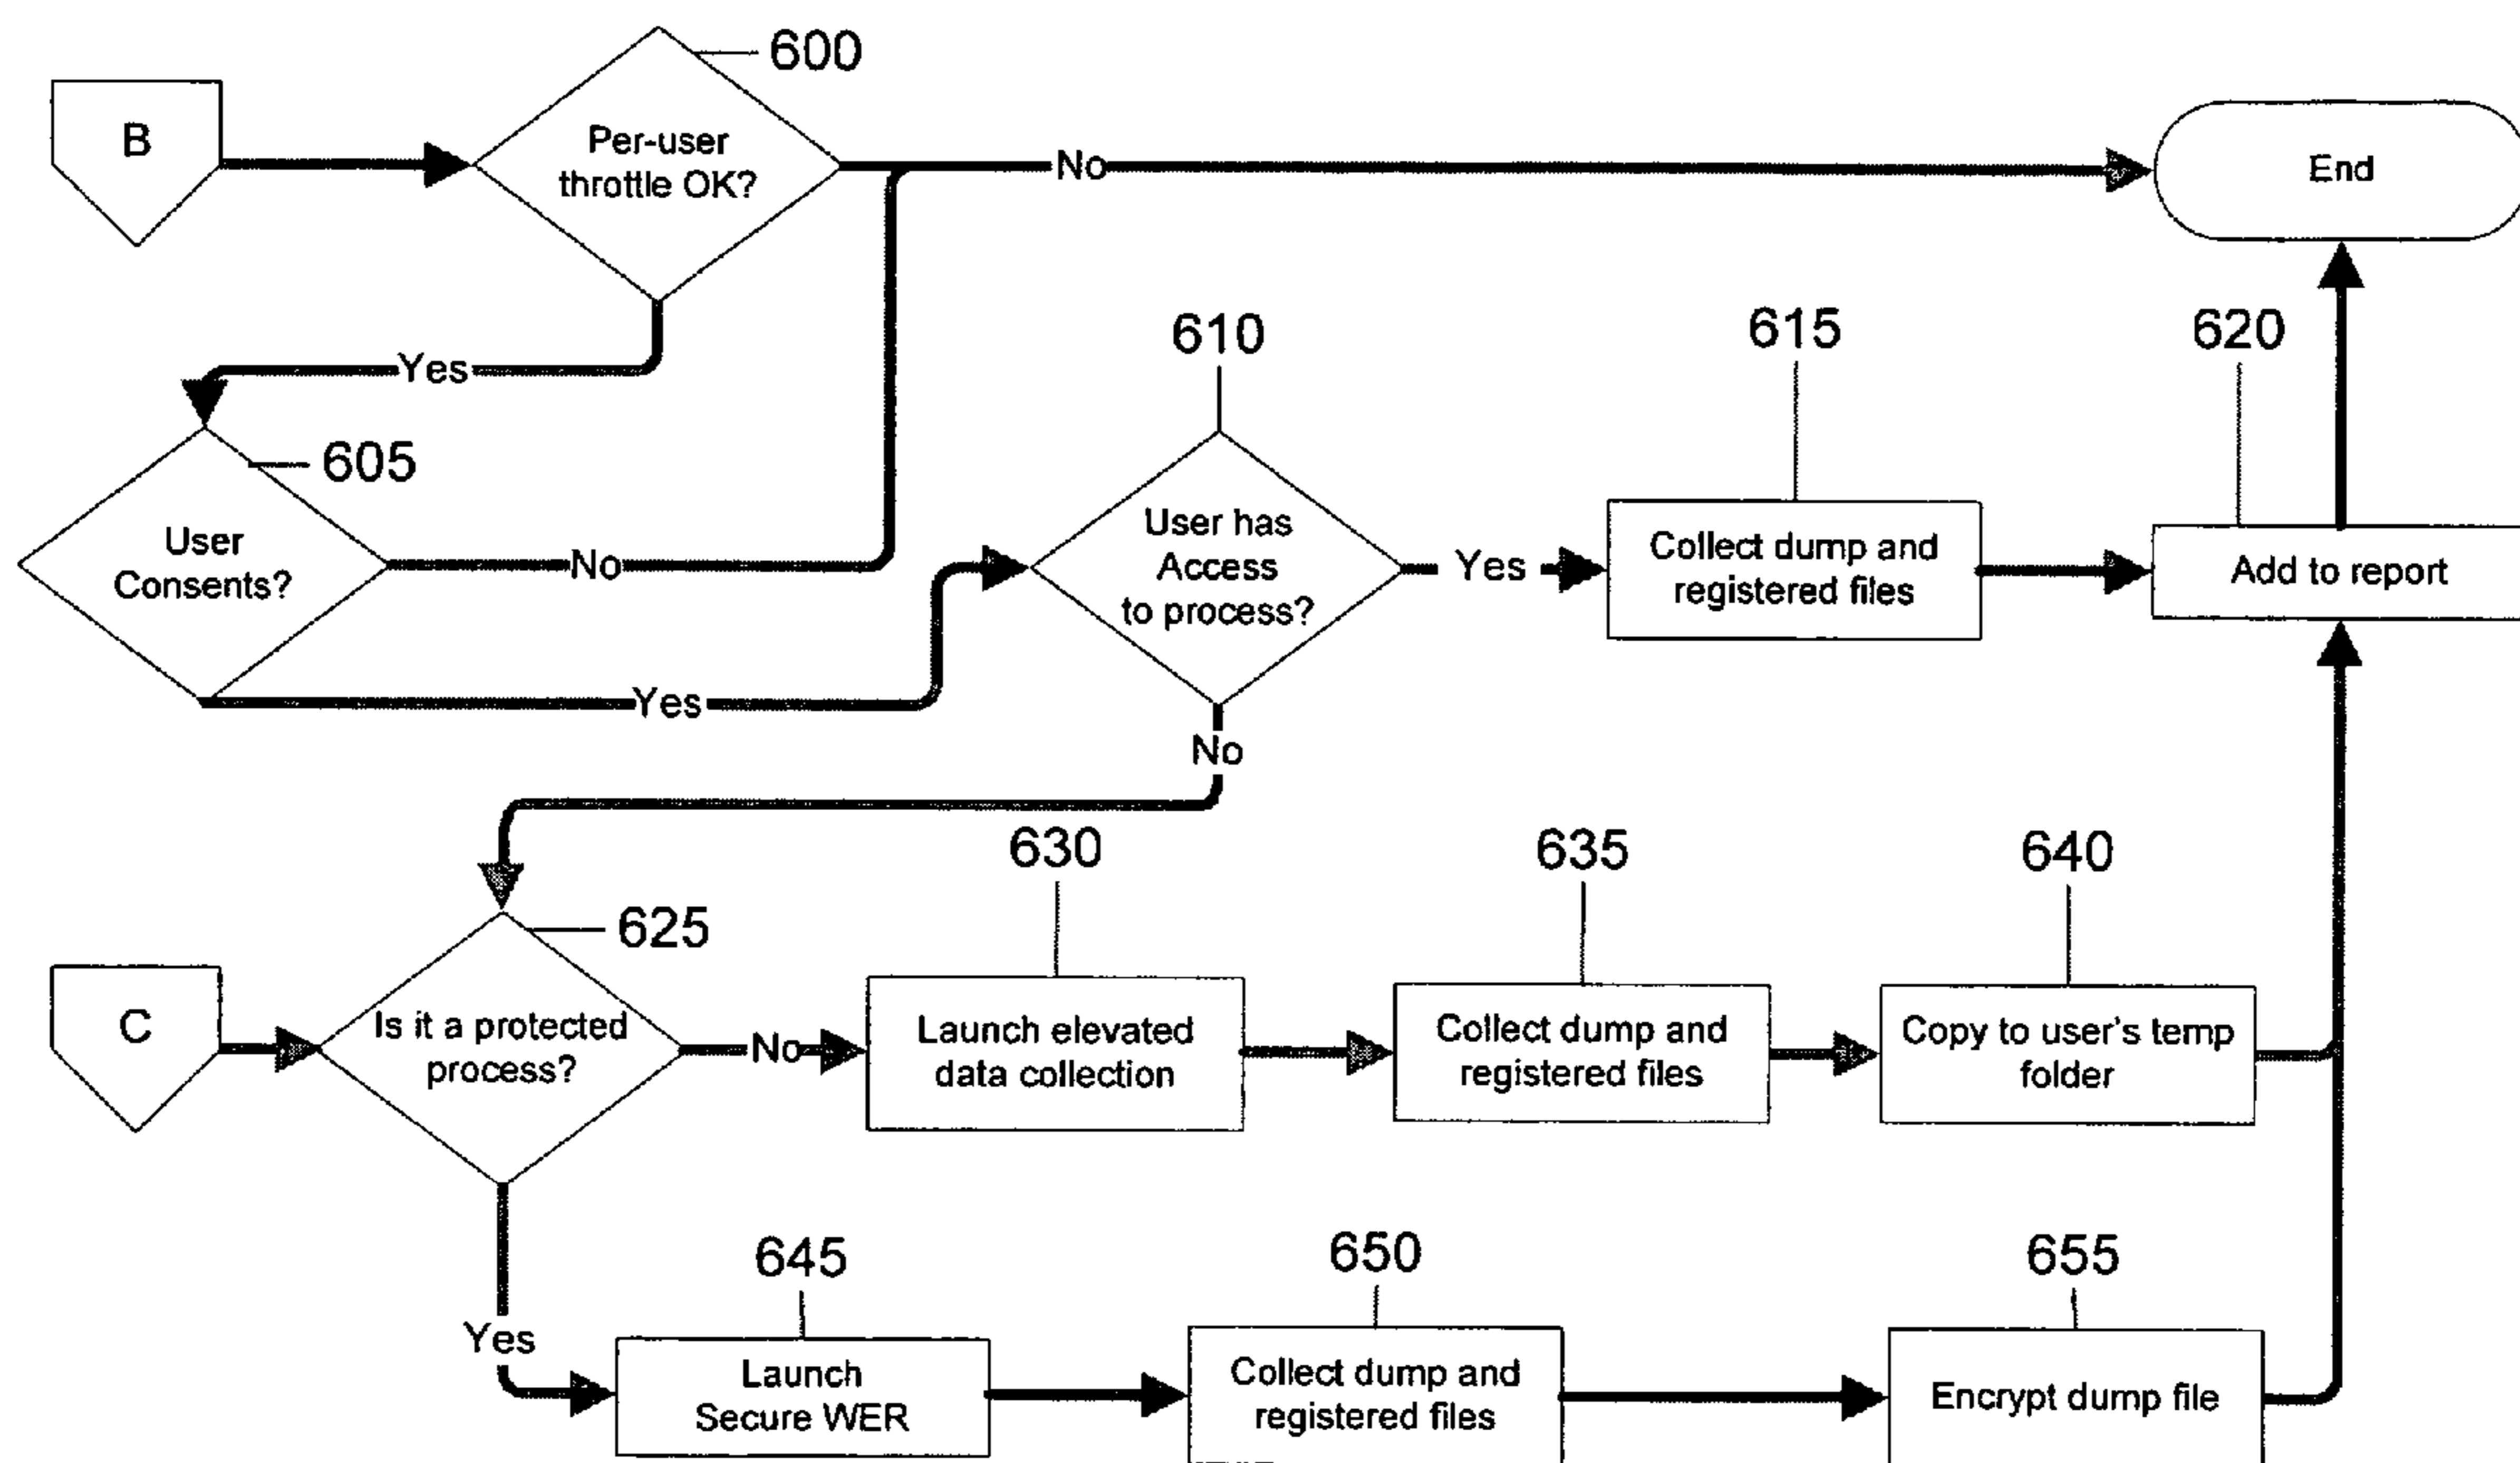 600
B
Per-user
throttle OK?
No
End
Yes
610
615
620
605
User
Consents?
No
User has
Access
to process?
Yes
Collect dump and
registered files
Add to report
Yes
No
630
635
640
625
C
Is it a protected
process?
No
Launch elevated
data collection
Collect dump and
registered files
Copy to user's temp
folder
645
650
655
Yes
Launch
Secure WER
Collect dump and
registered files
Encrypt dump file